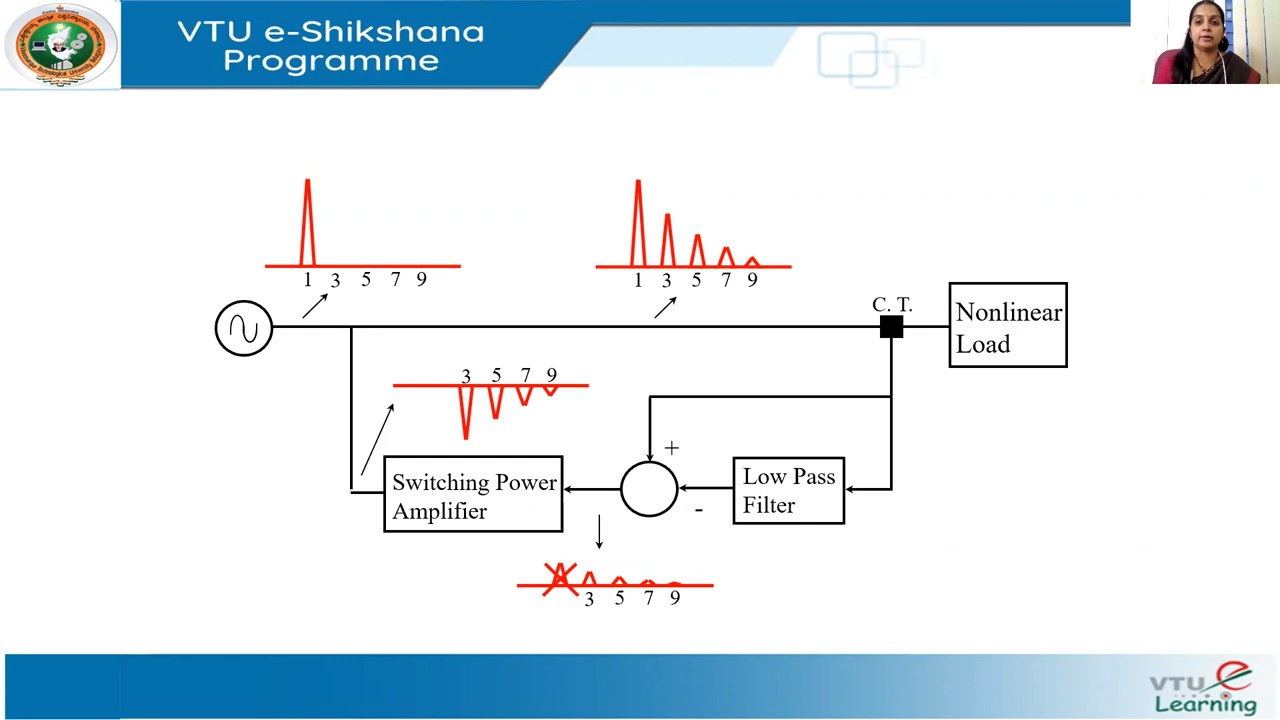 VTU e-Shikshana
Programme
1 3 5 7 9
1 3 5 7 9
C. T.
Nonlinear
Load
3 5 7 9
+
Switching Power
Amplifier
Low Pass
Filter
-
3 5 7 9
VTU e
Learning